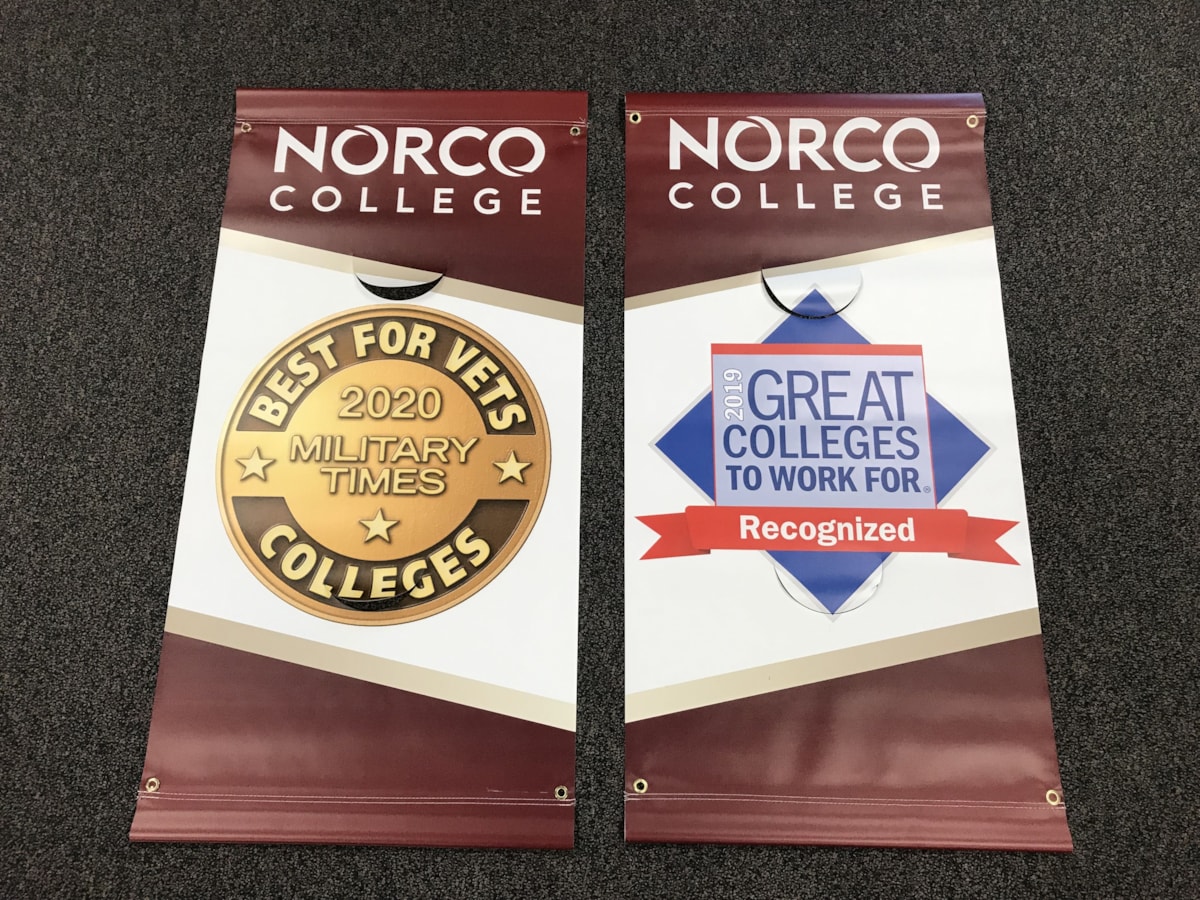 NORCO
COLLEGE
BEST FOR VETS
2020
MILITARY
TIMES
COLLEGES
NORCO
COLLEGE
2019
GREAT
COLLEGES
TO WORK FOR®
Recognized